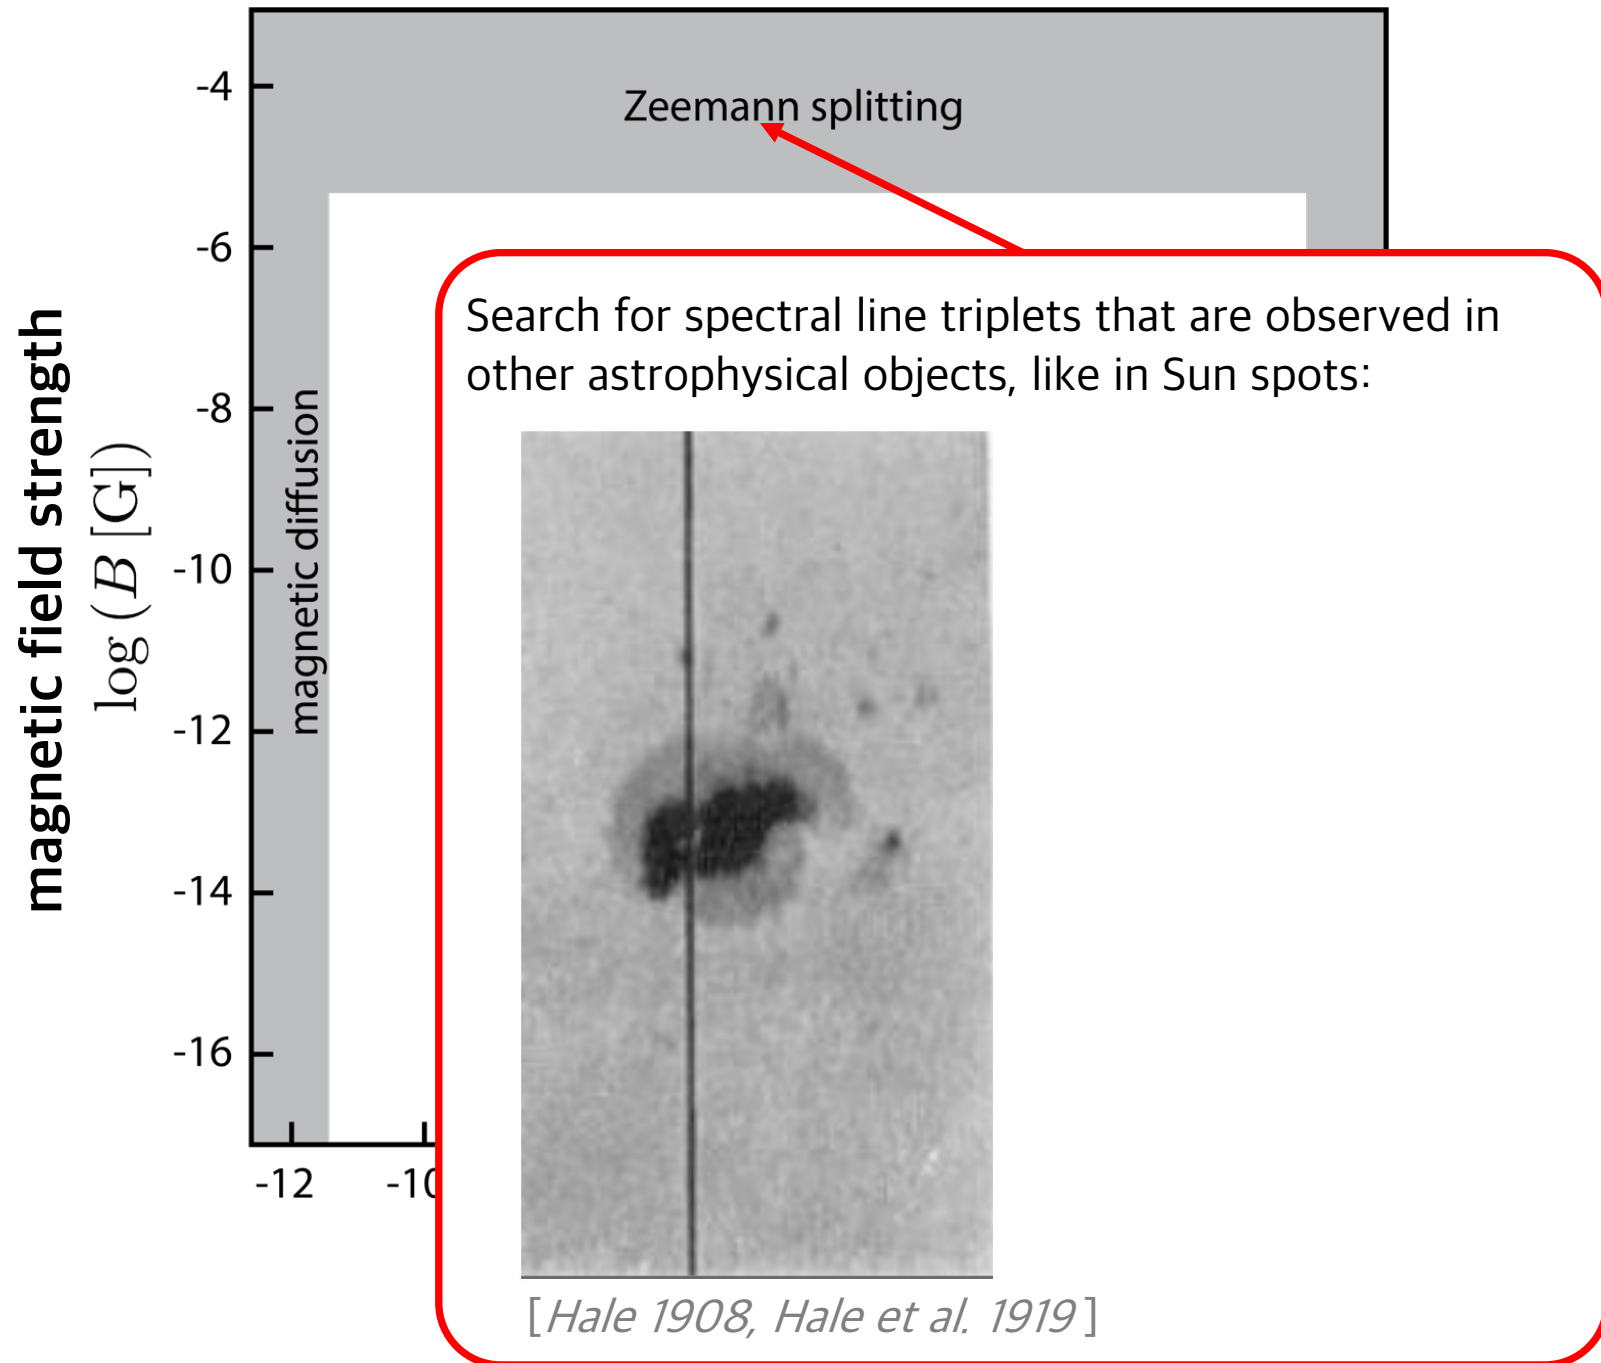 -4
Zeemann splitting
-6
-8
-10
-12
-14
-16
magnetic field strength
log (B [G])
magnetic diffusion
-12
-10
Search for spectral line triplets that are observed in
other astrophysical objects, like in Sun spots:
[Hale 1908, Hale et al. 1919]